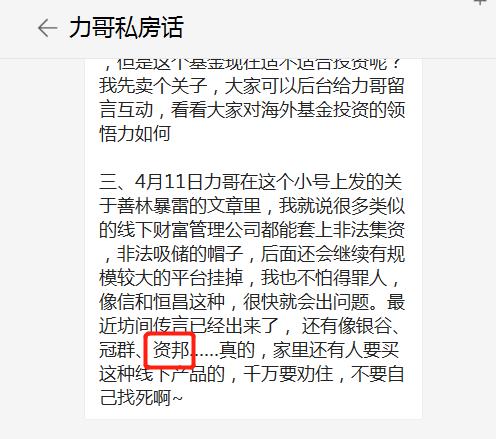 力哥私房话
，但是这个基金现在适不适合投资呢？
我先卖个关子，大家可以后台给力哥留
言互动，看看大家对海外基金投资的领
悟力如何
三、4月11日力哥在这个小号上发的关
于善林暴雷的文章里，我就说很多类似
的线下财富管理公司都能套上非法集资
，非法吸储的帽子，后面还会继续有规
模较大的平台挂掉，我也不怕得罪人，
像信和恒昌这种，很快就会出问题。最
近坊间传言已经出来了， 还有像银谷、
冠群、资邦......真的，家里还有人要买
这种线下产品的，千万要劝住，不要自
己找死啊~